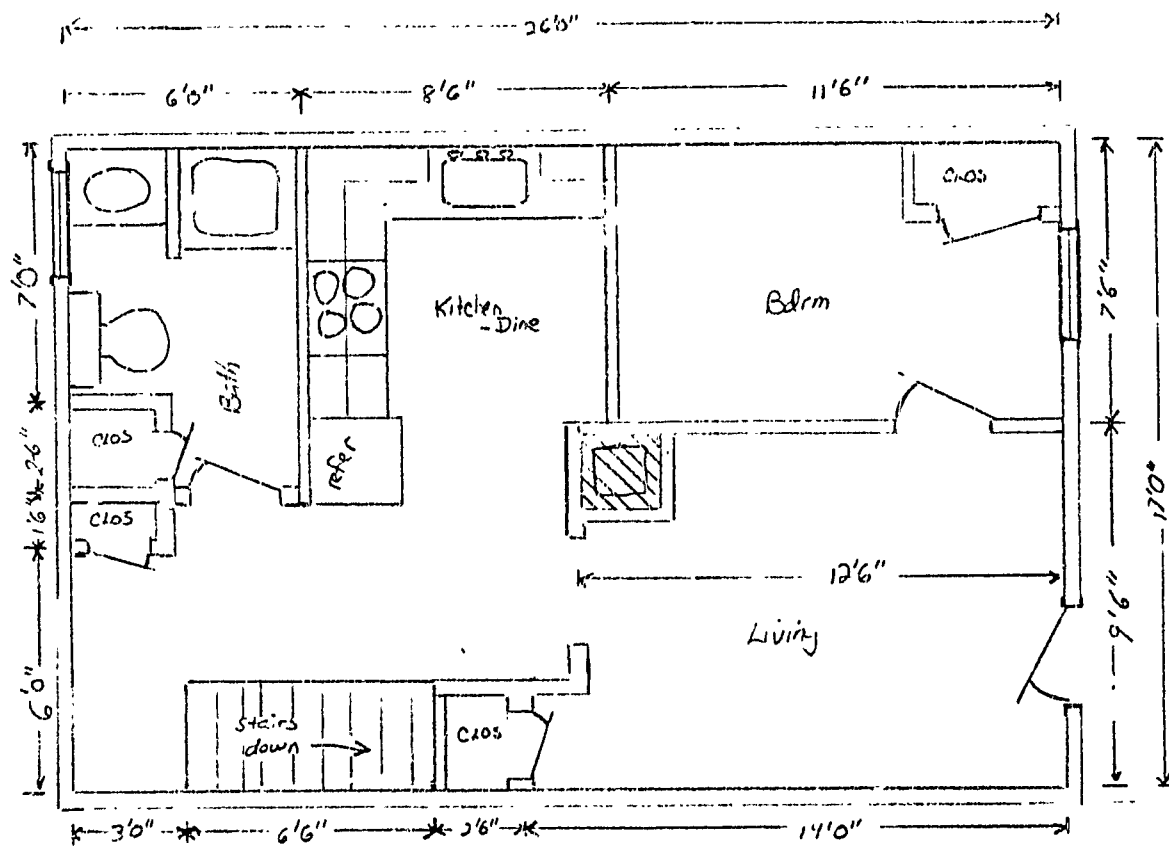 26'0"
6'0"
8'6"
11'6"
CLOS
7'0"
7'6"
Kitchen
- Dine
Bdrm
Bath
CLOS
refer
2'6"
1'6"
CLOS
17'0"
12'6"
9'6"
Living
6'0"
Stairs
down
CLOS
3'0"
6'6"
2'6"
14'0"